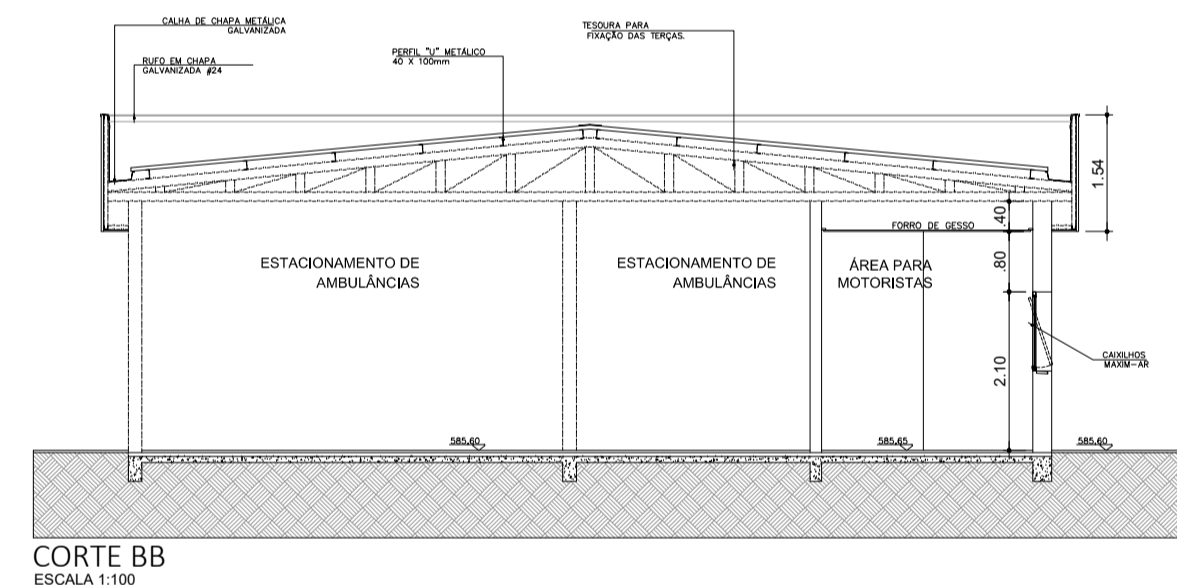 CALHA DE CHAPA METÁLICA
GALVANIZADA
TESOURA PARA
FIXAÇÃO DAS TERÇAS.
RUFO EM CHAPA
GALVANIZADA #24
PERFIL "U" METÁLICO
40 X 100mm
1.54
.40
FORRO DE GESSO
.80
ESTACIONAMENTO DE
AMBULÂNCIAS
ESTACIONAMENTO DE
AMBULÂNCIAS
ÁREA PARA
MOTORISTAS
2.10
CAIXILHOS
MAXIM-AR
585.60
585.65
585.60
CORTE BB
ESCALA 1:100